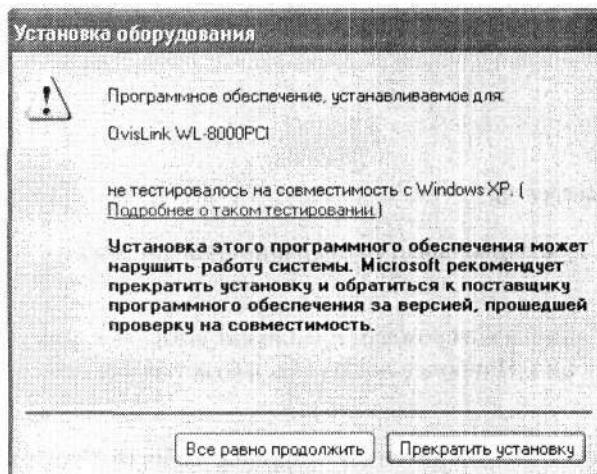 Установка оборудования
Программное обеспечение, устанавливаемое для:
OvisLink WL-8000PCI
не тестировалось на совместимость с Windows XP. (
Подробнее о таком тестировании.)
Установка этого программного обеспечения может
нарушить работу системы. Microsoft рекомендует
прекратить установку и обратиться к поставщику
программного обеспечения за версией, прошедшей
проверку на совместимость.
Все равно продолжить
Прекратить установку